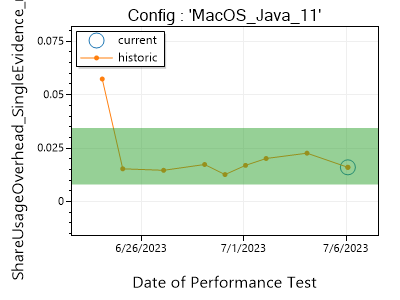 Config : 'MacOS_Java_11'
ShareUsageOverhead_SingleEvidence_
0.075
0.05
0.025
0
current
historic
6/26/2023
7/1/2023
7/6/2023
Date of Performance Test